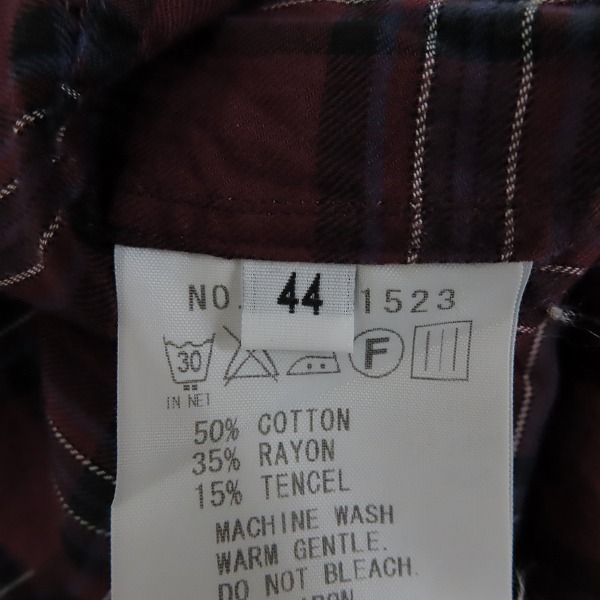 NO. 44 1523
30 F
IN NET
50% COTTON
35% RAYON
15% TENCEL
MACHINE WASH
WARM GENTLE.
DO NOT BLEACH.
IRON